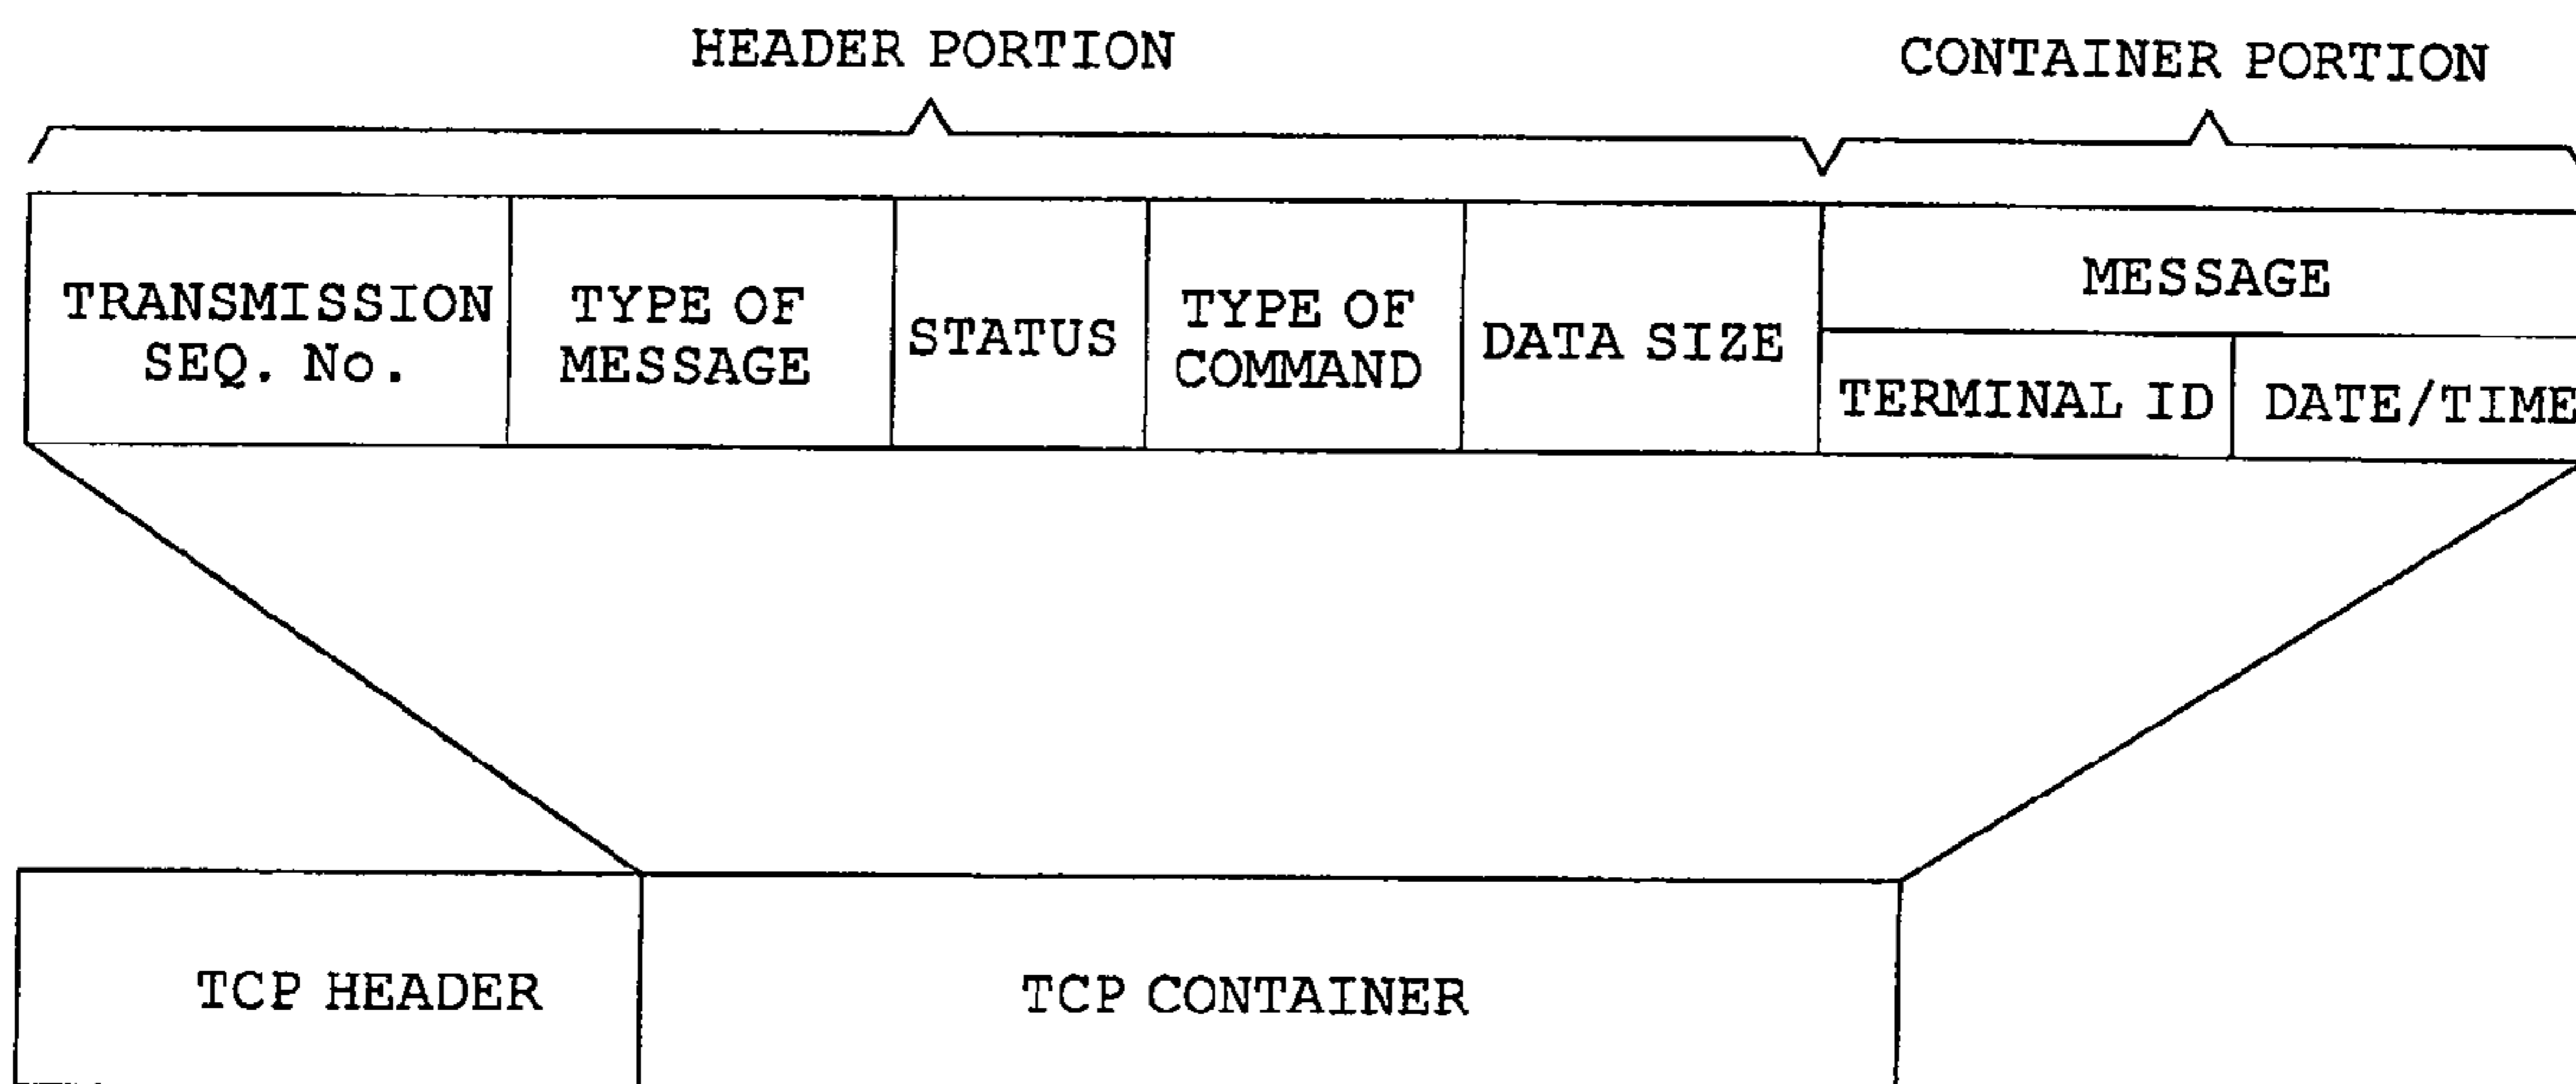 HEADER PORTION
CONTAINER PORTION
TRANSMISSION
SEQ. No.
TYPE OF
MESSAGE
STATUS
TYPE OF
COMMAND
DATA SIZE
MESSAGE
TERMINAL ID
DATE/TIME
TCP HEADER
TCP CONTAINER